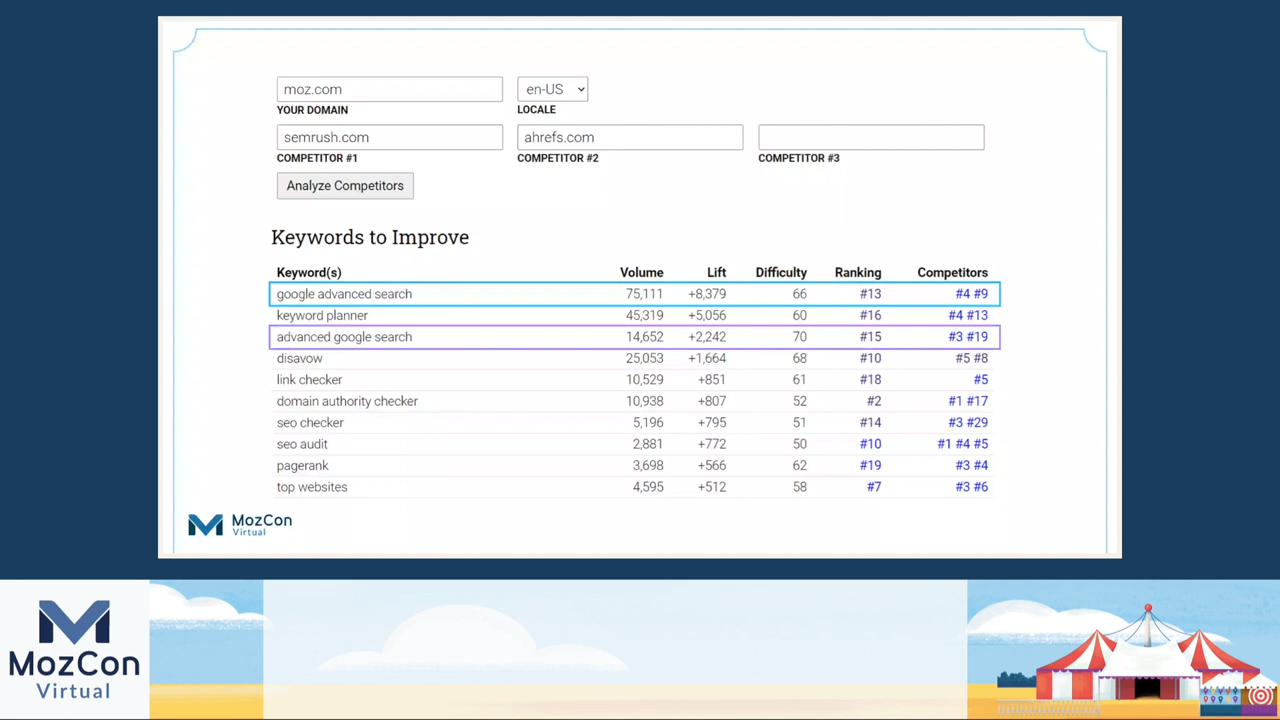 moz.com en-US
YOUR DOMAIN LOCALE
semrush.com ahrefs.com
COMPETITOR #1 COMPETITOR #2 COMPETITOR #3
Analyze Competitors
Keywords to Improve
Keyword(s) Volume Lift Difficulty Ranking Competitors
google advanced search 75,111 +8,379 66 #13 #4 #9
keyword planner 45,319 +5,056 60 #16 #4 #13
advanced google search 14,652 +2,242 70 #15 #3 #19
disavow 25,053 +1,664 68 #10 #5 #8
link checker 10,529 +851 61 #18 #5
domain authority checker 10,938 +807 52 #2 #1 #17
seo checker 5,196 +795 51 #14 #3 #29
seo audit 2,881 +772 50 #10 #1 #4 #5
pagerank 3,698 +566 62 #19 #3 #4
top websites 4,595 +512 58 #7 #3 #6
MozCon
Virtual
MozCon
Virtual